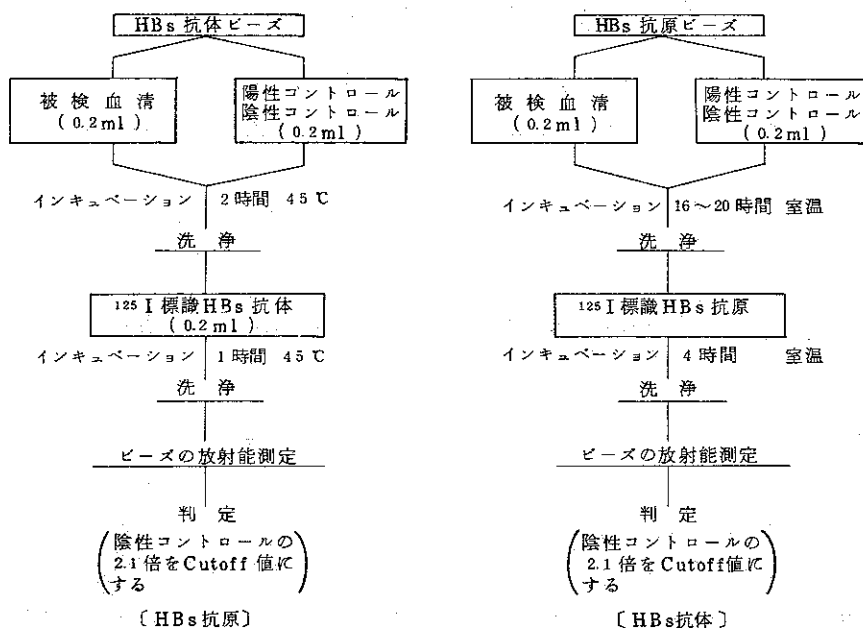 HBs 抗体ビーズ
被検血清
(0.2ml)
陽性コントロール
陰性コントロール
(0.2ml)
インキュベーション 2時間 45℃
洗浄
125I標識HBs抗体
(0.2ml)
インキュベーション 1時間 45℃
洗浄
ビーズの放射能測定
判定
(陰性コントロールの
2.1倍をCutoff値に
する)
〔HBs抗原〕
HBs 抗原ビーズ
被検血清
(0.2ml)
陽性コントロール
陰性コントロール
(0.2ml)
インキュベーション 16～20時間 室温
洗浄
125I標識HBs抗原
インキュベーション 4時間 室温
洗浄
ビーズの放射能測定
判定
(陰性コントロールの
2.1倍をCutoff値に
する)
〔HBs抗体〕